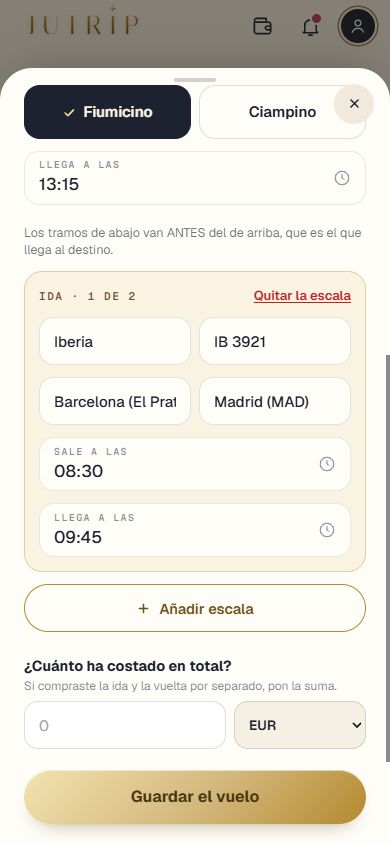 JUTRIP
Fiumicino
Ciampino
LLEGA A LAS
13:15
Los tramos de abajo van ANTES del de arriba, que es el que
llega al destino.
IDA · 1 DE 2
Quitar la escala
Iberia
IB 3921
Barcelona (El Prat
Madrid (MAD)
SALE A LAS
08:30
LLEGA A LAS
09:45
+ Añadir escala
¿Cuánto ha costado en total?
Si compraste la ida y la vuelta por separado, pon la suma.
0
EUR
Guardar el vuelo